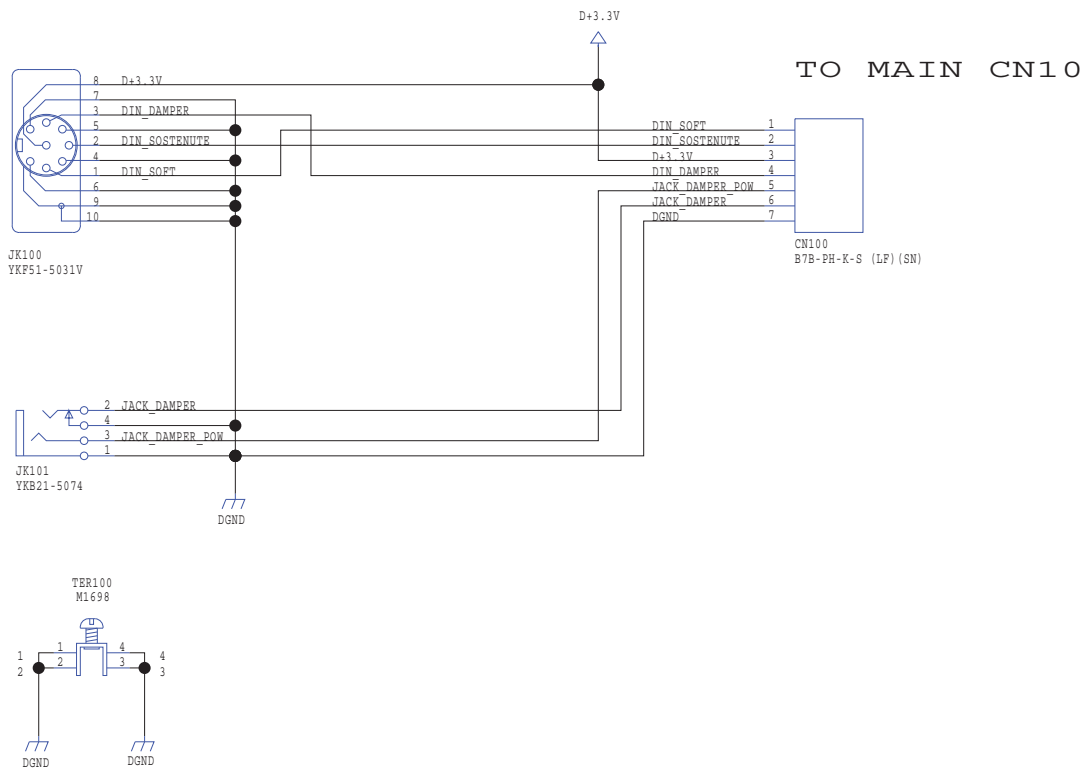 D+3.3V
TO MAIN CN10
8 D+3.3V
7
3 DIN_DAMPER
5
2 DIN_SOSTENUTE
4
1 DIN_SOFT
6
9
10
JK100
YKF51-5031V
DIN_SOFT 1
DIN_SOSTENUTE 2
D+3.3V 3
DIN_DAMPER 4
JACK_DAMPER_POW 5
JACK_DAMPER 6
DGND 7
CN100
B7B-PH-K-S (LF)(SN)
2 JACK_DAMPER
4
3 JACK_DAMPER_POW
1
JK101
YKB21-5074
DGND
TER100
M1698
1 1 4 4
2 2 3 3
DGND DGND